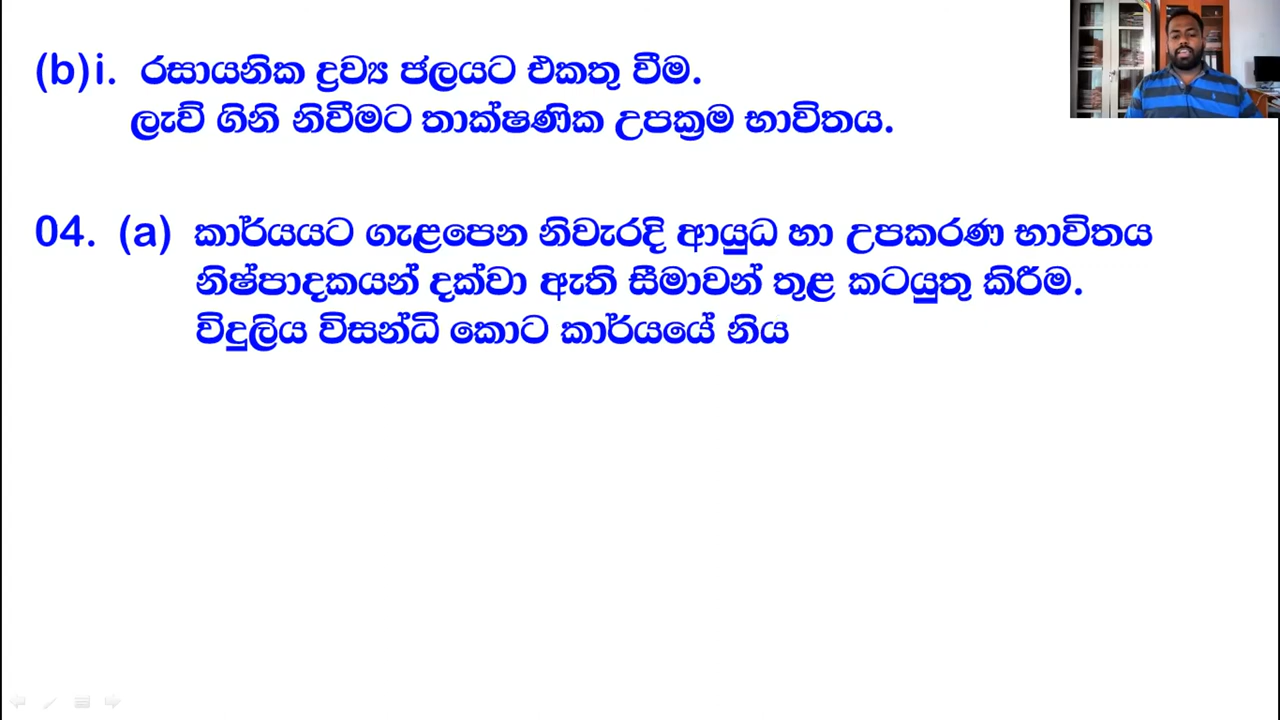 (b) i. රසායනික ද්‍රව්‍ය ජලයට එකතු වීම.
ලැව් ගිනි නිවීමට තාක්ෂණික උපක්‍රම භාවිතය.
04. (a) කාර්යයට ගැළපෙන නිවැරදි ආයුධ හා උපකරණ භාවිතය
නිෂ්පාදකයන් දක්වා ඇති සීමාවන් තුළ කටයුතු කිරීම.
විදුලිය විසන්ධි කොට කාර්යයේ නිය